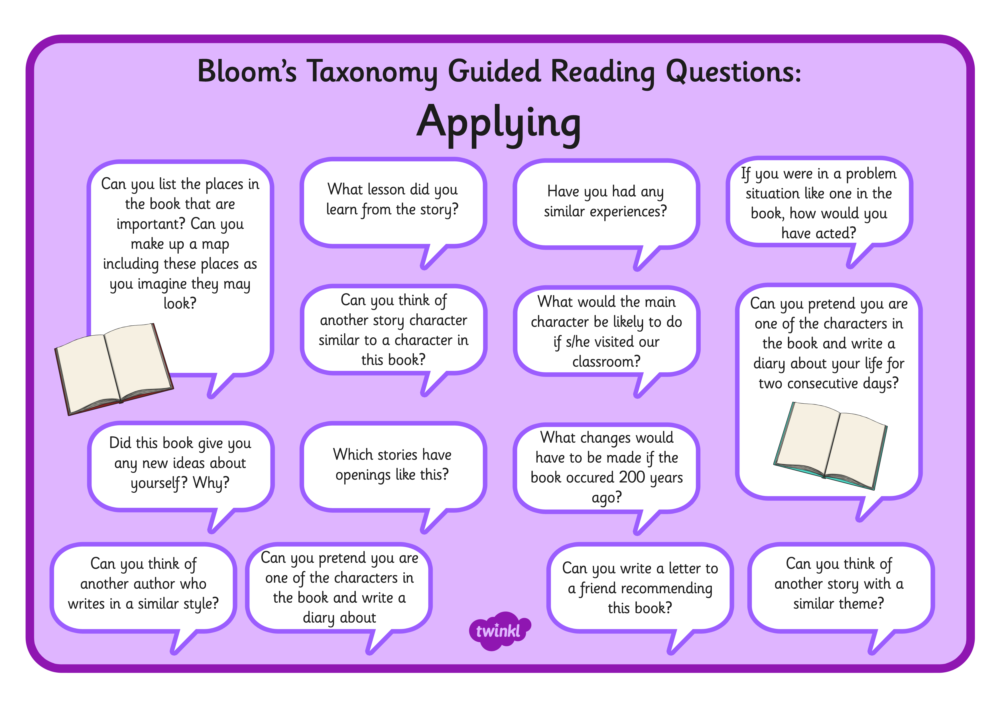 Bloom’s Taxonomy Guided Reading Questions:
Applying
Can you list the places in
the book that are
important? Can you
make up a map
including these places as
you imagine they may
look?
What lesson did you
learn from the story?
Have you had any
similar experiences?
If you were in a problem
situation like one in the
book, how would you
have acted?
Can you think of
another story character
similar to a character in
this book?
What would the main
character be likely to do
if s/he visited our
classroom?
Can you pretend you are
one of the characters in
the book and write a
diary about your life for
two consecutive days?
Did this book give you
any new ideas about
yourself? Why?
Which stories have
openings like this?
What changes would
have to be made if the
book occured 200 years
ago?
Can you think of
another author who
writes in a similar style?
Can you pretend you are
one of the characters in
the book and write a
diary about
twinkl
Can you write a letter to
a friend recommending
this book?
Can you think of
another story with a
similar theme?